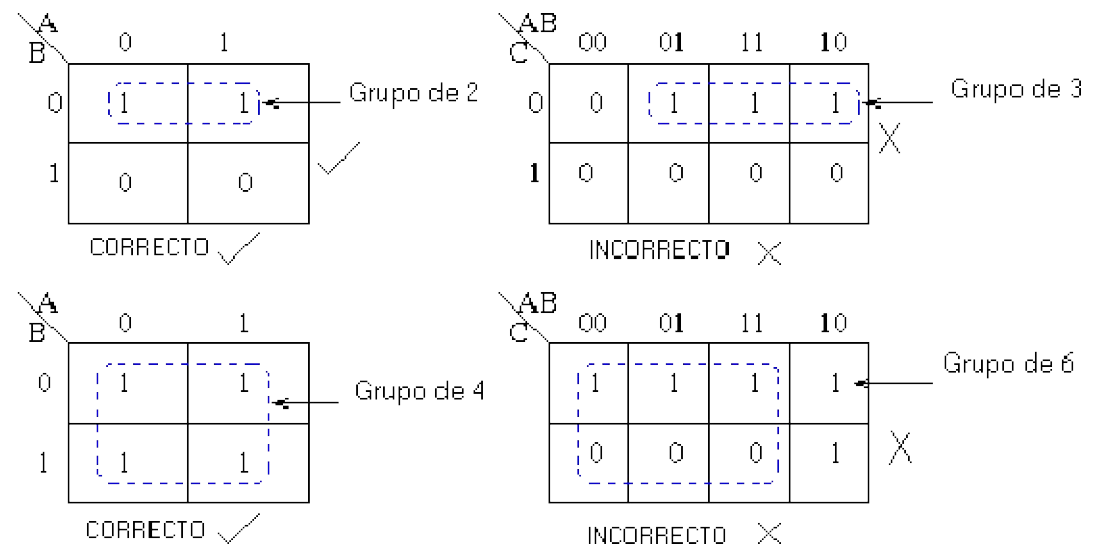 A
B
0 1
0 1 1
1 0 0
Grupo de 2
CORRECTO
AB
C
00 01 11 10
0 0 1 1 1
1 0 0 0 0
Grupo de 3
INCORRECTO
A
B
0 1
0 1 1
1 1 1
Grupo de 4
CORRECTO
AB
C
00 01 11 10
0 1 1 1 1
1 0 0 0 1
Grupo de 6
INCORRECTO